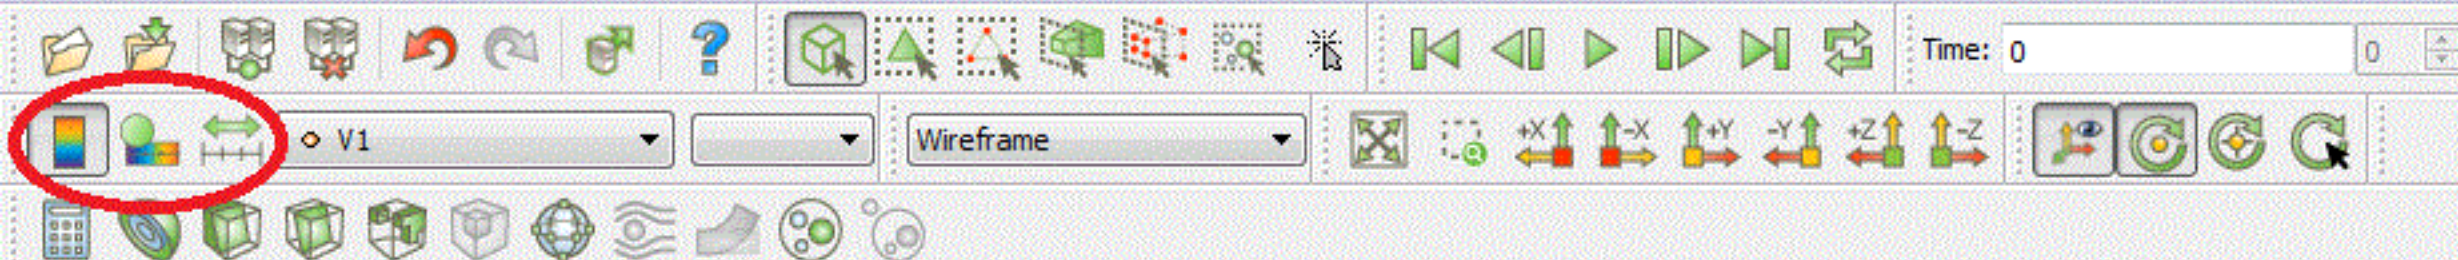 Time: 0 0
V1 Wireframe +X -X +Y -Y +Z -Z